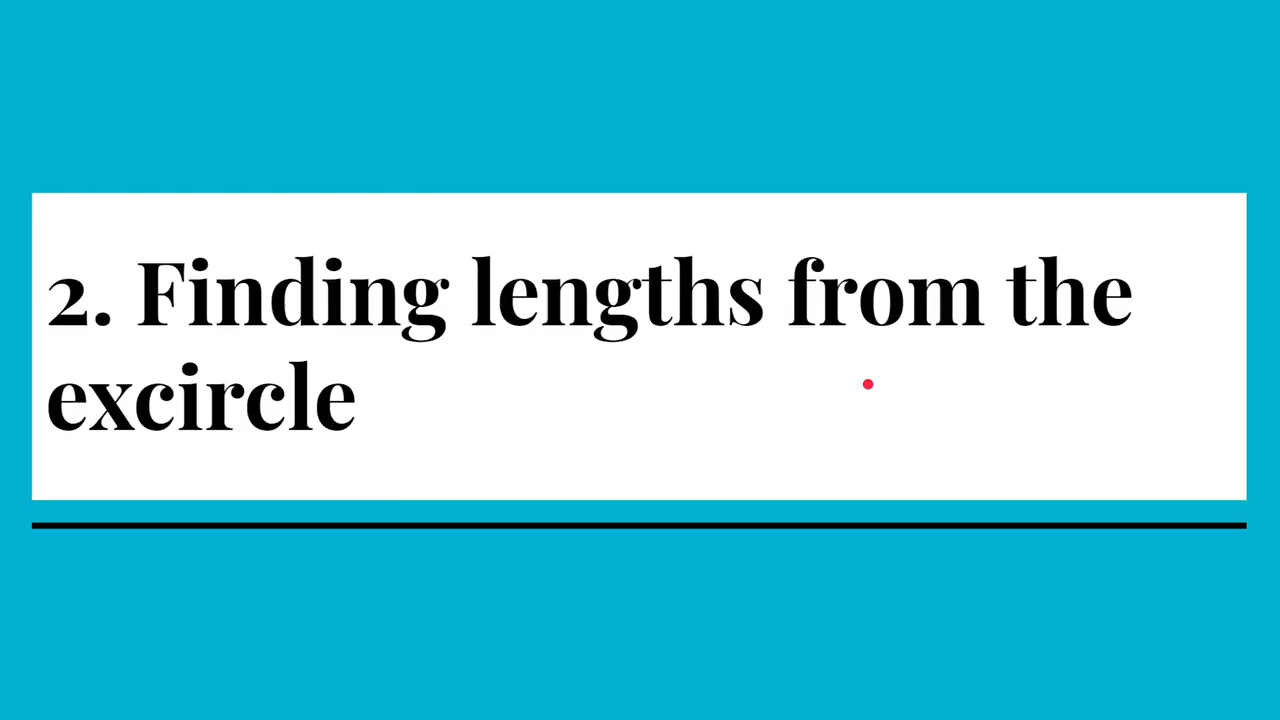 2. Finding lengths from the
excircle